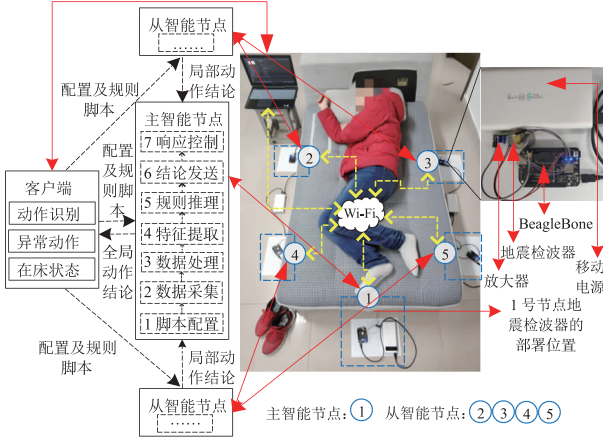 从智能节点
……
配置及规则
脚本
局部动
作结论
主智能节点
7 响应控制
6 结论发送
5 规则推理
4 特征提取
3 数据处理
2 数据采集
1 脚本配置
配置
及规
则脚
本
客户端
动作识别
异常动作
在床状态
全局
动作
结论
配置及规则
脚本
局部动
作结论
从智能节点
……
2
3
Wi-Fi
4
5
1
BeagleBone
地震检波器
放大器
移动
电源
1 号节点地
震检波器的
部署位置
主智能节点：1 从智能节点：2 3 4 5